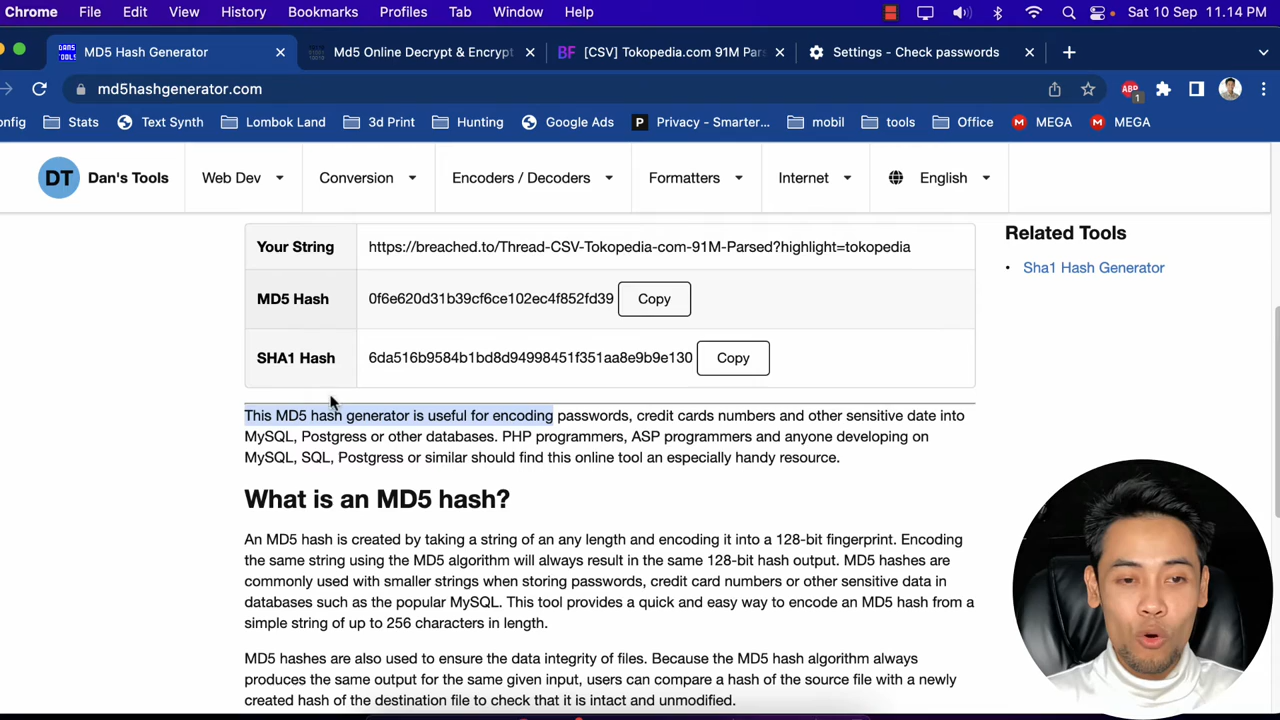 Chrome File Edit View History Bookmarks Profiles Tab Window Help Sat 10 Sep 11.14 PM
MD5 Hash Generator Md5 Online Decrypt & Encrypt BF [CSV] Tokopedia.com 91M Pars Settings - Check passwords
md5hashgenerator.com ABP 1
onfig Stats Text Synth Lombok Land 3d Print Hunting Google Ads P Privacy - Smarter... mobil tools Office M MEGA M MEGA
DT Dan's Tools Web Dev Conversion Encoders / Decoders Formatters Internet English
Your String https://breached.to/Thread-CSV-Tokopedia-com-91M-Parsed?highlight=tokopedia
Related Tools
MD5 Hash 0f6e620d31b39cf6ce102ec4f852fd39 Copy
• Sha1 Hash Generator
SHA1 Hash 6da516b9584b1bd8d94998451f351aa8e9b9e130 Copy
This MD5 hash generator is useful for encoding passwords, credit cards numbers and other sensitive date into
MySQL, Postgress or other databases. PHP programmers, ASP programmers and anyone developing on
MySQL, SQL, Postgress or similar should find this online tool an especially handy resource.
What is an MD5 hash?
An MD5 hash is created by taking a string of an any length and encoding it into a 128-bit fingerprint. Encoding
the same string using the MD5 algorithm will always result in the same 128-bit hash output. MD5 hashes are
commonly used with smaller strings when storing passwords, credit card numbers or other sensitive data in
databases such as the popular MySQL. This tool provides a quick and easy way to encode an MD5 hash from a
simple string of up to 256 characters in length.
MD5 hashes are also used to ensure the data integrity of files. Because the MD5 hash algorithm always
produces the same output for the same given input, users can compare a hash of the source file with a newly
created hash of the destination file to check that it is intact and unmodified.